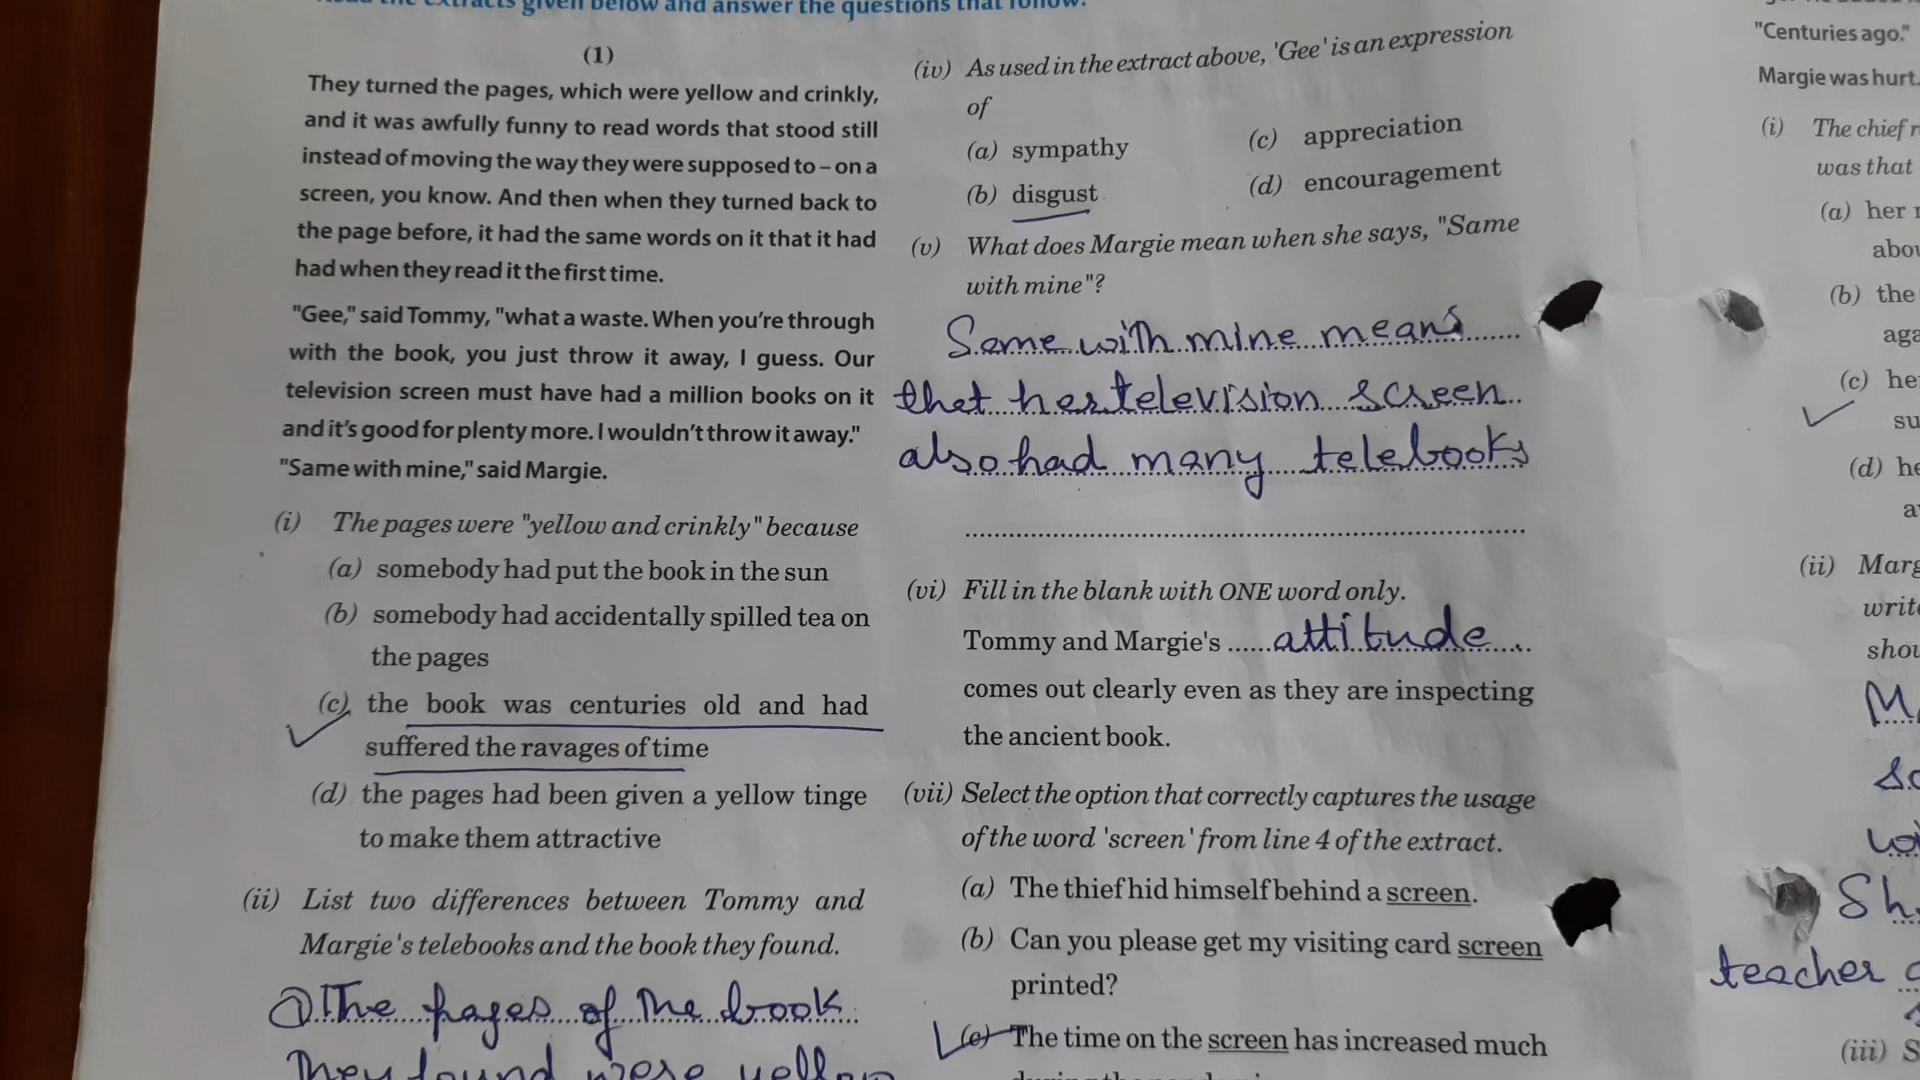 Read the extracts given below and answer the questions that follow.
(1)
They turned the pages, which were yellow and crinkly,
and it was awfully funny to read words that stood still
instead of moving the way they were supposed to – on a
screen, you know. And then when they turned back to
the page before, it had the same words on it that it had
had when they read it the first time.
"Gee," said Tommy, "what a waste. When you're through
with the book, you just throw it away, I guess. Our
television screen must have had a million books on it
and it's good for plenty more. I wouldn't throw it away."
"Same with mine," said Margie.
(i) The pages were "yellow and crinkly" because
(a) somebody had put the book in the sun
(b) somebody had accidentally spilled tea on
the pages
(c) the book was centuries old and had
suffered the ravages of time
(d) the pages had been given a yellow tinge
to make them attractive
(ii) List two differences between Tommy and
Margie's telebooks and the book they found.
① The pages of the book
they found were yellow
(iv) As used in the extract above, 'Gee' is an expression
of
(a) sympathy
(c) appreciation
(b) disgust
(d) encouragement
(v) What does Margie mean when she says, "Same
with mine"?
Same with mine means
that her television screen
also had many telebooks
(vi) Fill in the blank with ONE word only.
Tommy and Margie's ......attitude......
comes out clearly even as they are inspecting
the ancient book.
(vii) Select the option that correctly captures the usage
of the word 'screen' from line 4 of the extract.
(a) The thief hid himself behind a screen.
(b) Can you please get my visiting card screen
printed?
(c) The time on the screen has increased much
"Centuries ago."
Margie was hurt.
(i) The chief
was that
(a) her
(b) the
(c) he
(d) he
(ii)
teacher
(iii)